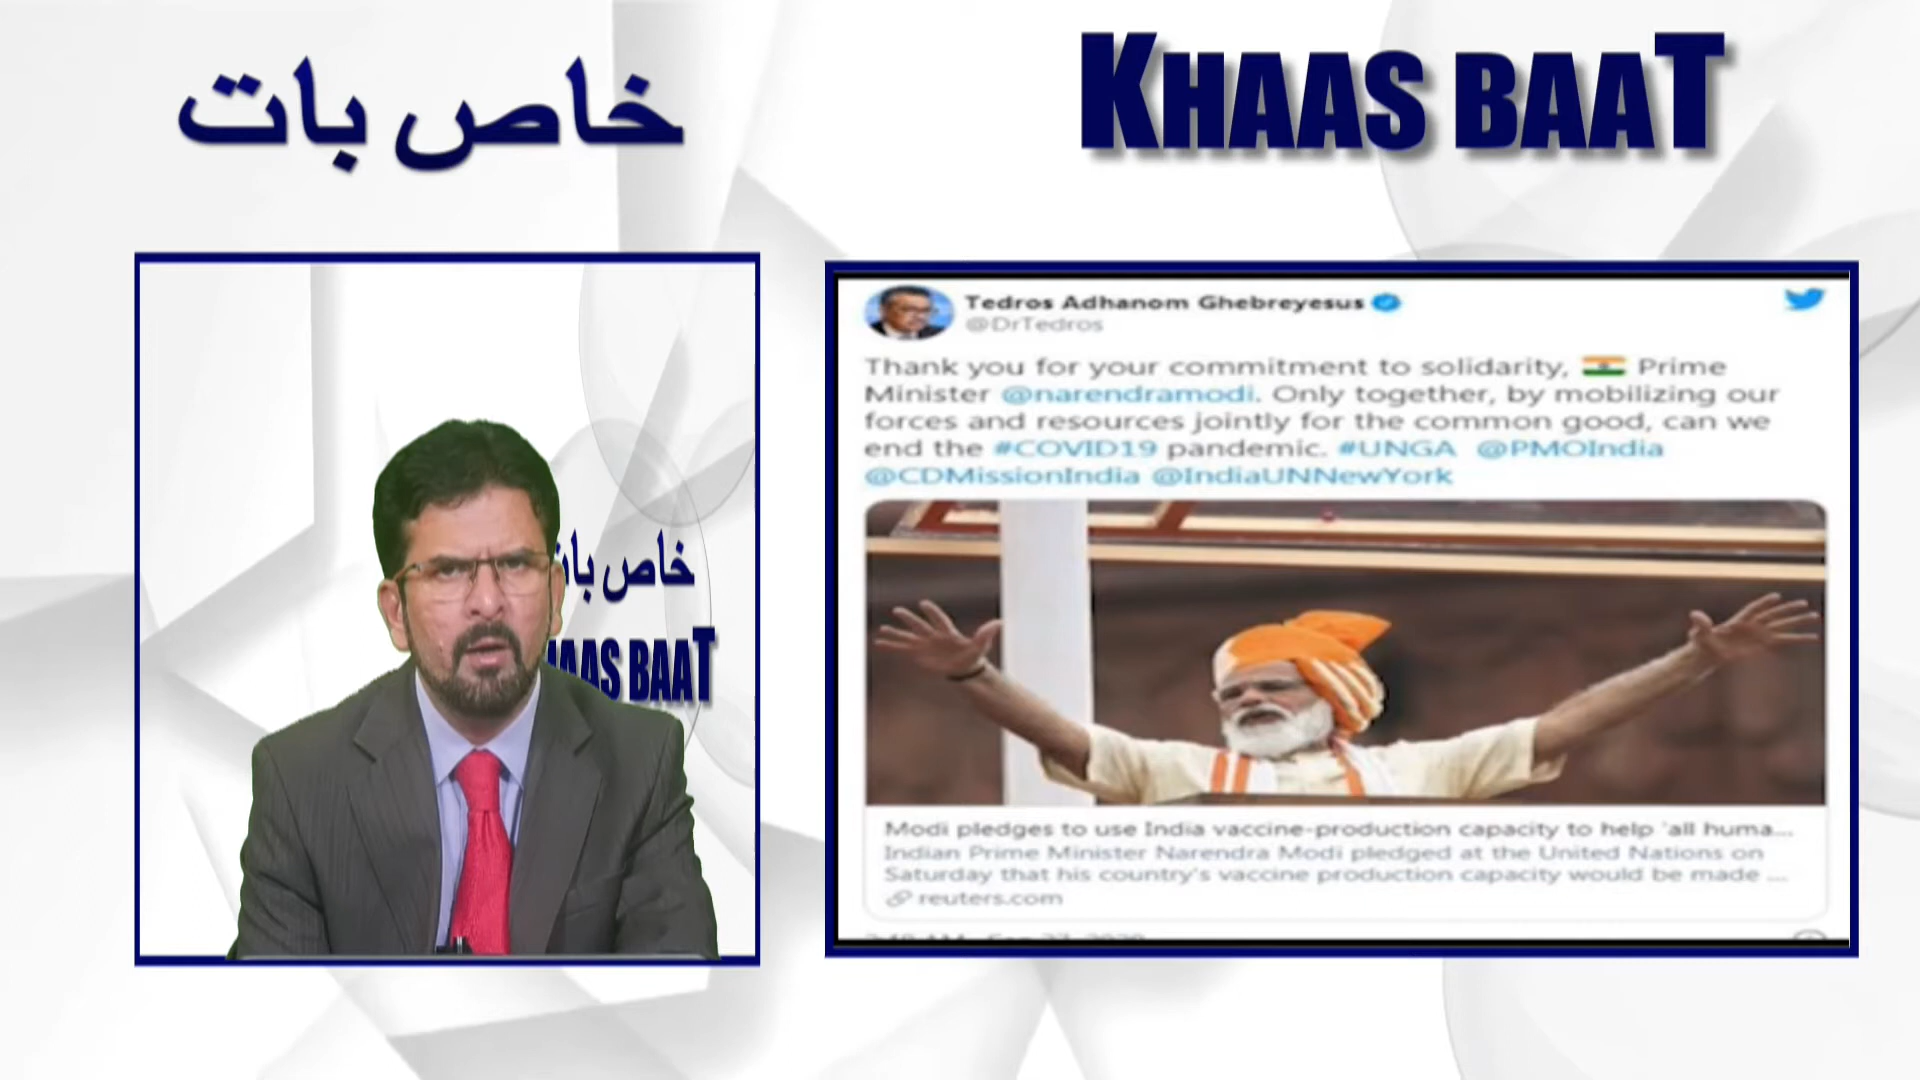 خاص بات
KHAAS BAAT
خاص بات
HAAS BAAT
Tedros Adhanom Ghebreyesus
@DrTedros
Thank you for your commitment to solidarity, 🇮🇳 Prime
Minister @narendramodi. Only together, by mobilizing our
forces and resources jointly for the common good, can we
end the #COVID19 pandemic. #UNGA @PMOIndia
@CDMissionIndia @IndiaUNNewYork
Modi pledges to use India vaccine-production capacity to help 'all huma...
Indian Prime Minister Narendra Modi pledged at the United Nations on
Saturday that his country's vaccine production capacity would be made ...
reuters.com